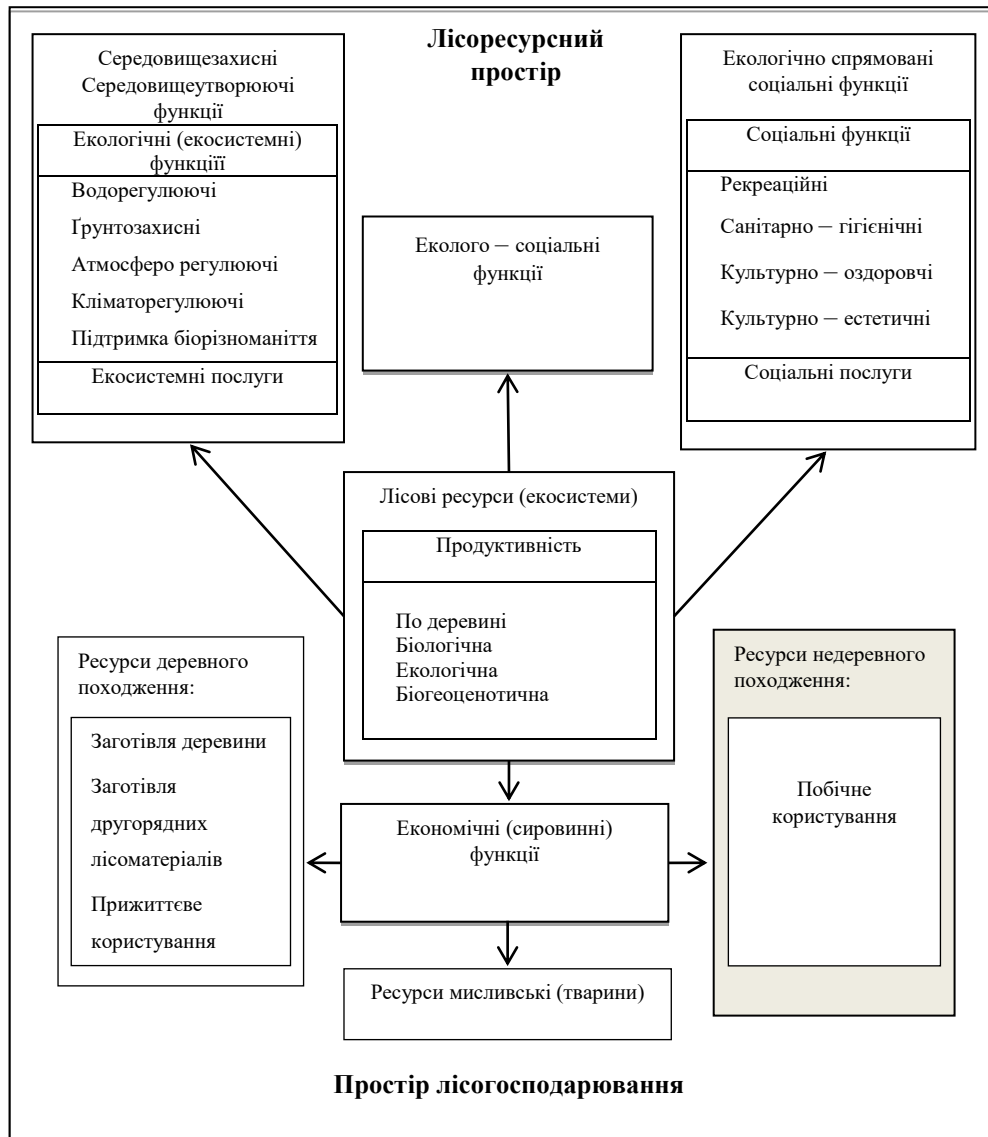 Лісоресурсний
простір
Середовищезахисні
Середовищеутворюючі
функції
Екологічні (екосистемні)
функціїї
Водорегулюючі
Ґрунтозахисні
Атмосферо регулюючі
Кліматорегулюючі
Підтримка біорізноманіття
Екосистемні послуги
Еколого – соціальні
функції
Екологічно спрямовані
соціальні функції
Соціальні функції
Рекреаційні
Санітарно – гігієнічні
Культурно – оздоровчі
Культурно – естетичні
Соціальні послуги
Лісові ресурси (екосистеми)
Продуктивність
По деревині
Біологічна
Екологічна
Біогеоценотична
Ресурси деревного
походження:
Заготівля деревини
Заготівля
другорядних
лісоматеріалів
Прижиттєве
користування
Економічні (сировинні)
функції
Ресурси недеревного
походження:
Побічне
користування
Ресурси мисливські (тварини)
Простір лісогосподарювання